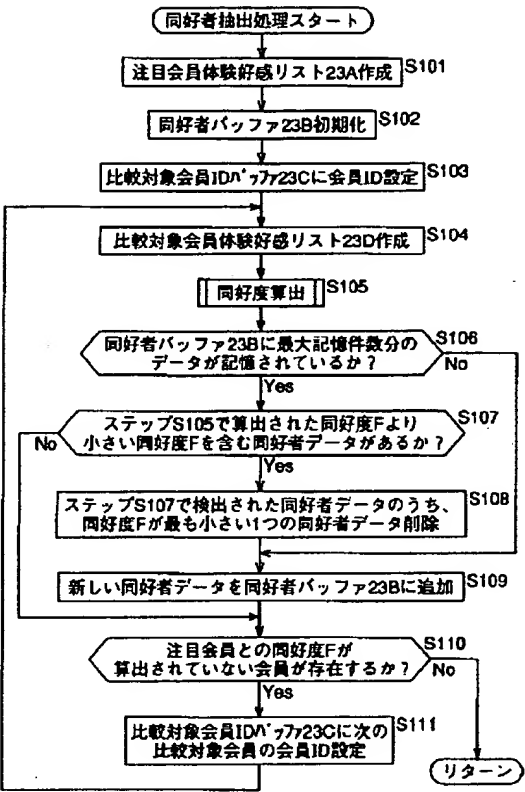 同好者抽出処理スタート
注目会員体験好感リスト23A作成
S101
同好者バッファ23B初期化
S102
比較対象会員IDバッファ23Cに会員ID設定
S103
比較対象会員体験好感リスト23D作成
S104
同好度算出
S105
同好者バッファ23Bに最大記憶件数分の
データが記憶されているか?
S106
No
Yes
ステップS105で算出された同好度Fより
小さい同好度Fを含む同好者データがあるか?
S107
No
Yes
ステップS107で検出された同好者データのうち、
同好度Fが最も小さい1つの同好者データ削除
S108
新しい同好者データを同好者バッファ23Bに追加
S109
注目会員との同好度Fが
算出されていない会員が存在するか?
S110
No
Yes
比較対象会員IDバッファ23Cに次の
比較対象会員の会員ID設定
S111
リターン